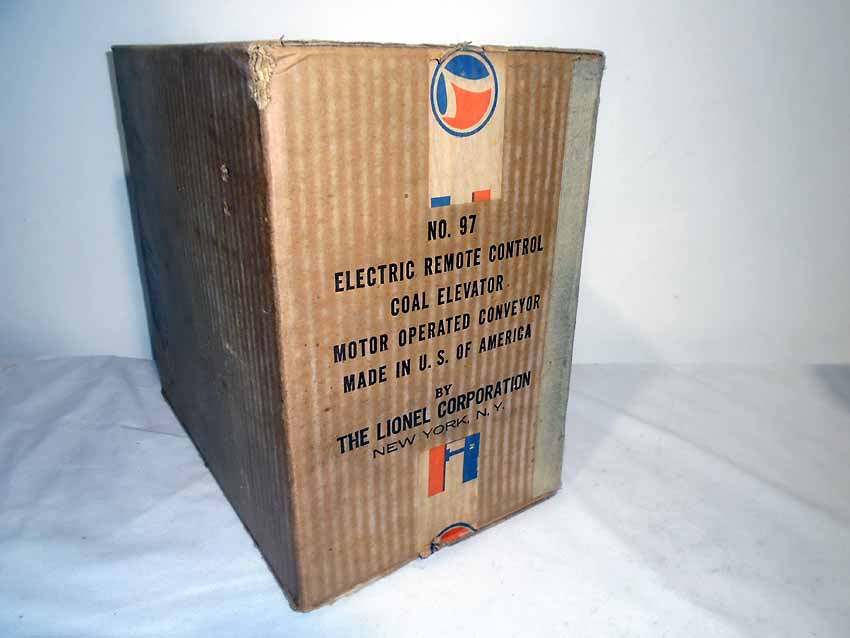 NO. 97
ELECTRIC REMOTE CONTROL
COAL ELEVATOR
MOTOR OPERATED CONVEYOR
MADE IN U. S. OF AMERICA
BY
THE LIONEL CORPORATION
NEW YORK, N. Y.